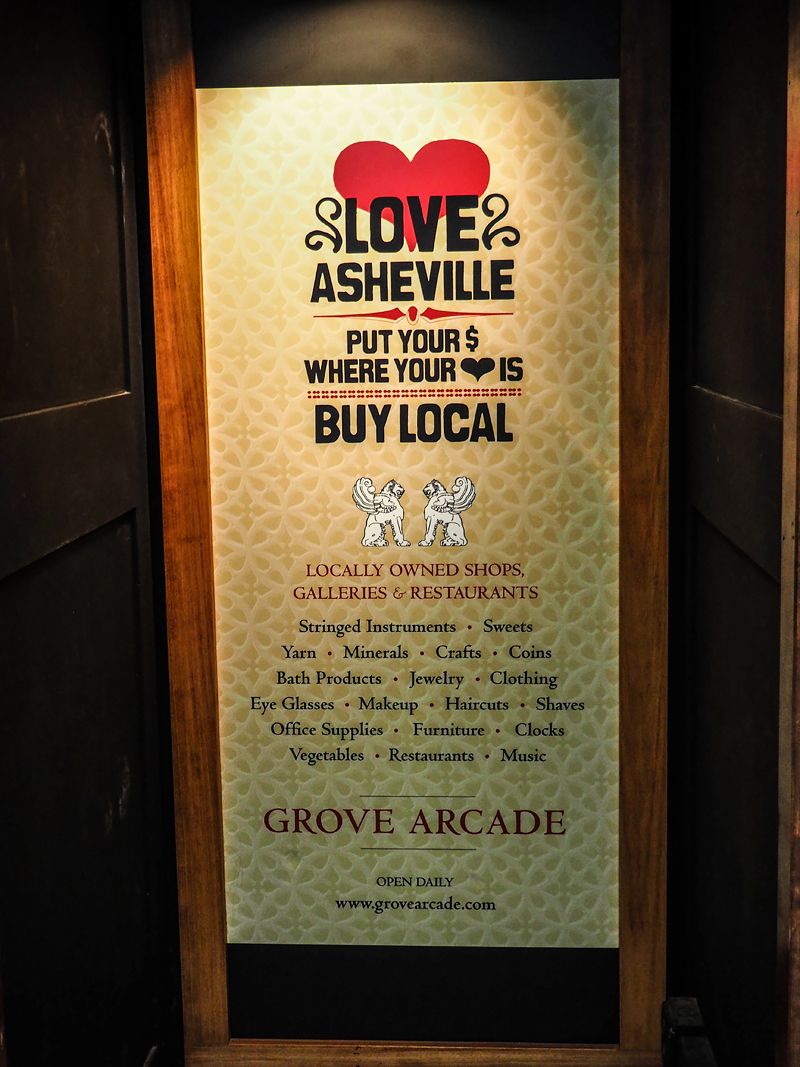 LOVE
ASHEVILLE
PUT YOUR $
WHERE YOUR ♥ IS
BUY LOCAL
LOCALLY OWNED SHOPS,
GALLERIES & RESTAURANTS
Stringed Instruments • Sweets
Yarn • Minerals • Crafts • Coins
Bath Products • Jewelry • Clothing
Eye Glasses • Makeup • Haircuts • Shaves
Office Supplies • Furniture • Clocks
Vegetables • Restaurants • Music
GROVE ARCADE
OPEN DAILY
www.grovearcade.com